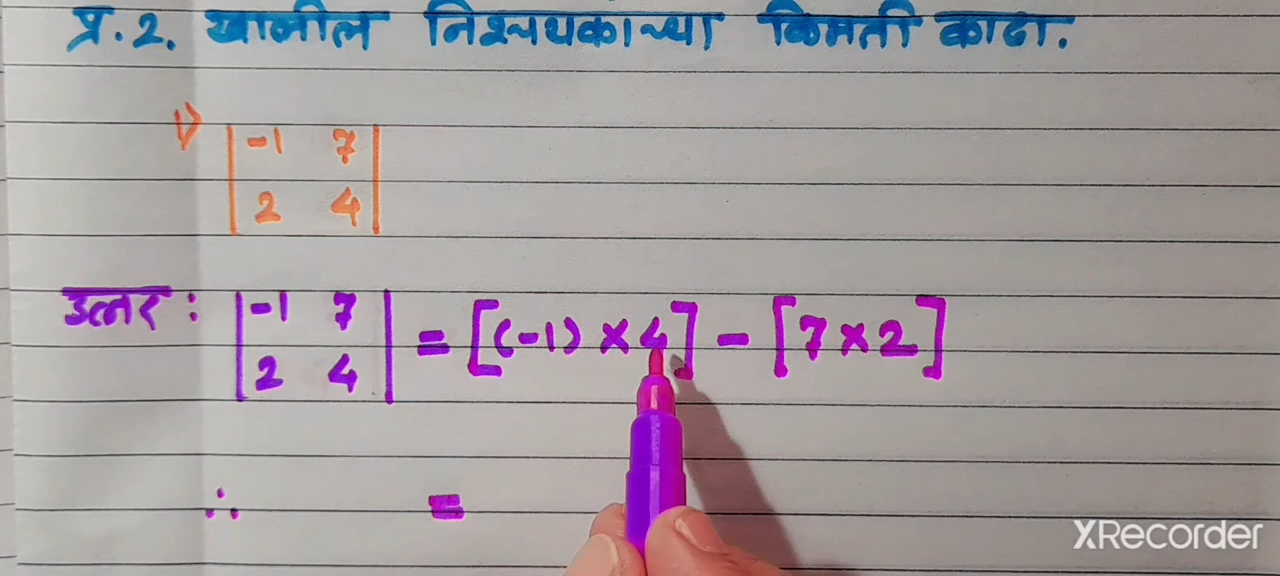 प्र.2. खालील निश्चयकाच्या किमती काढा.
1) | -1 7 |
| 2 4 |
उत्तर : | -1 7 | = [(-1) × 4] - [7 × 2]
| 2 4 |
∴ =
XRecorder